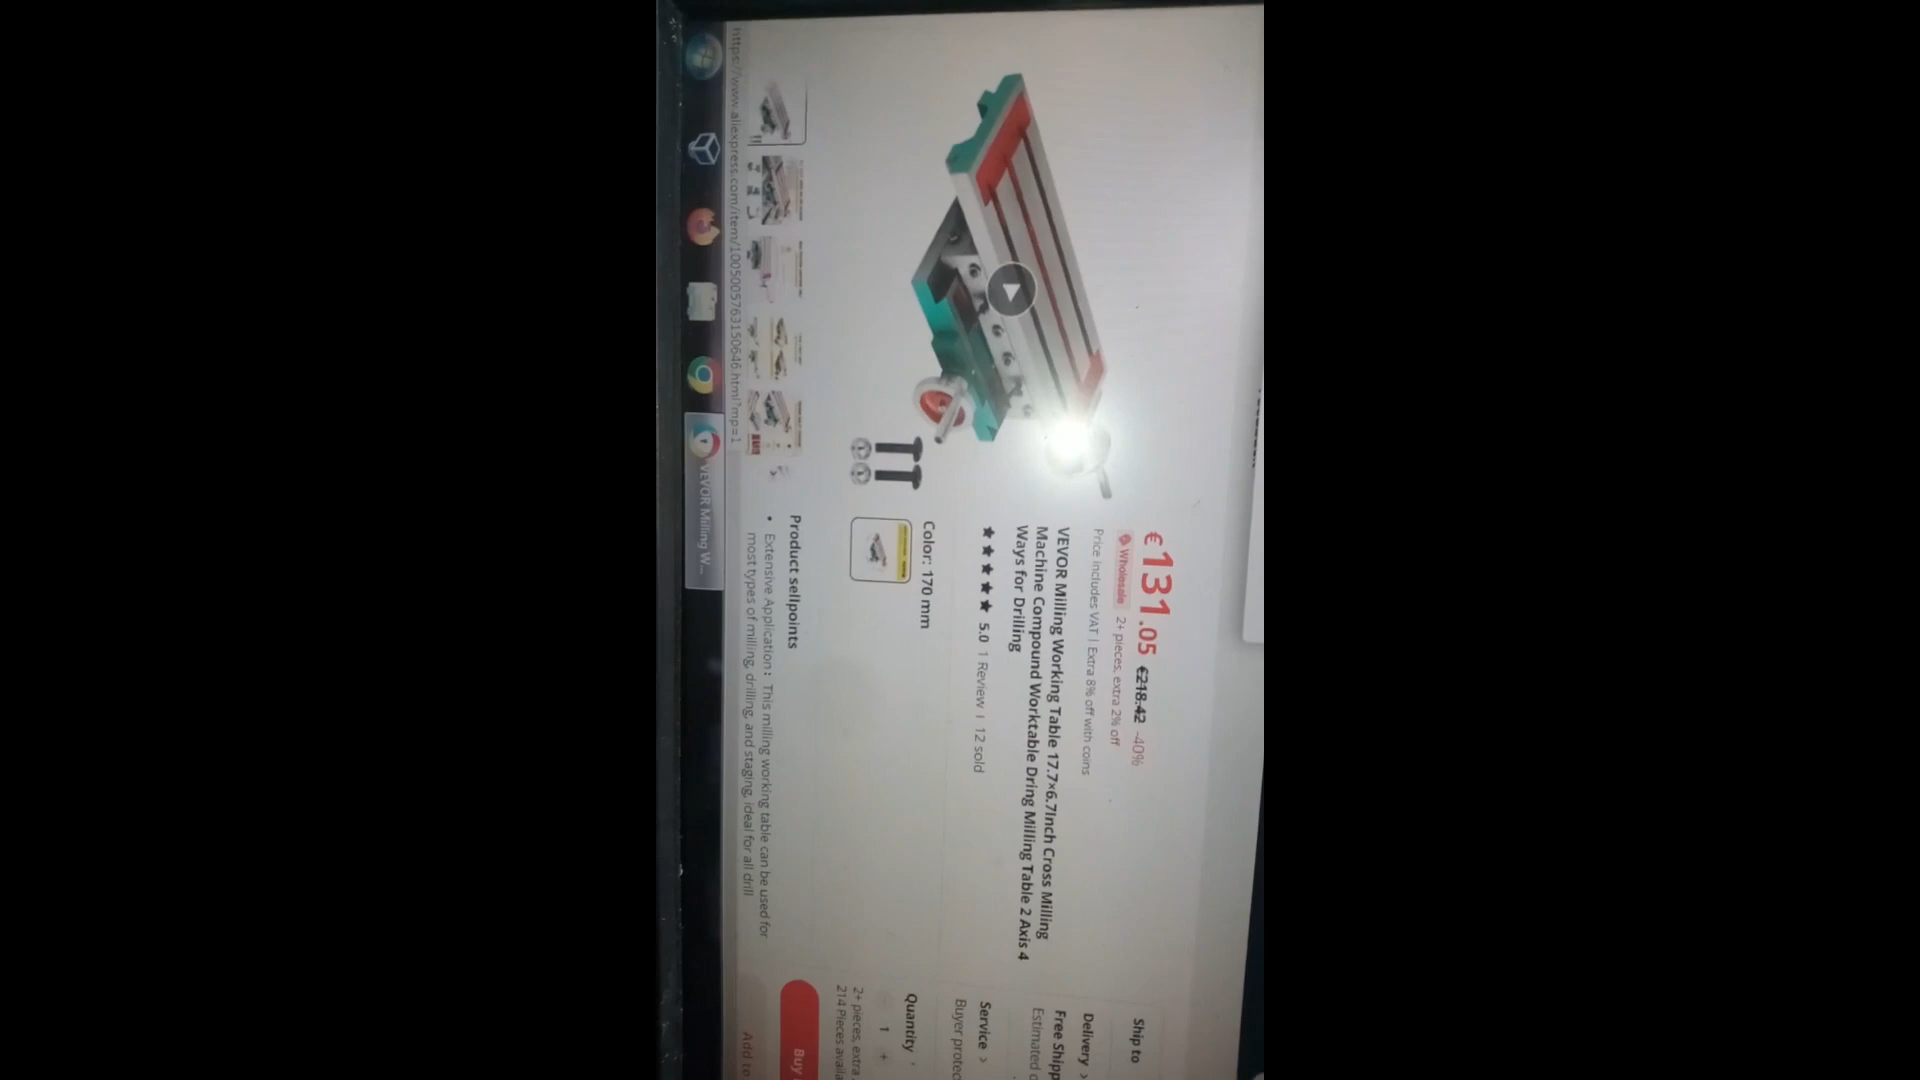 €131.05 €218.42 -40%
Wholesale 2+ pieces, extra 2% off
Price includes VAT | Extra 8% off with coins
VEVOR Milling Working Table 17.7×6.7Inch Cross Milling
Machine Compound Worktable Dring Milling Table 2 Axis 4
Ways for Drilling
★★★★★ 5.0 1 Review | 12 sold
Color: 170 mm
Product sellpoints
• Extensive Application: This milling working table can be used for
most types of milling, drilling, and staging, ideal for all drill
Ship to
Delivery >
Free Shipp
Estimated
Service >
Buyer protec
Quantity
1 +
2+ pieces, extra
214 Pieces availa
Buy
Add to
https://www.aliexpress.com/item/1005005763150646.html?mp=1
VEVOR Milling W...